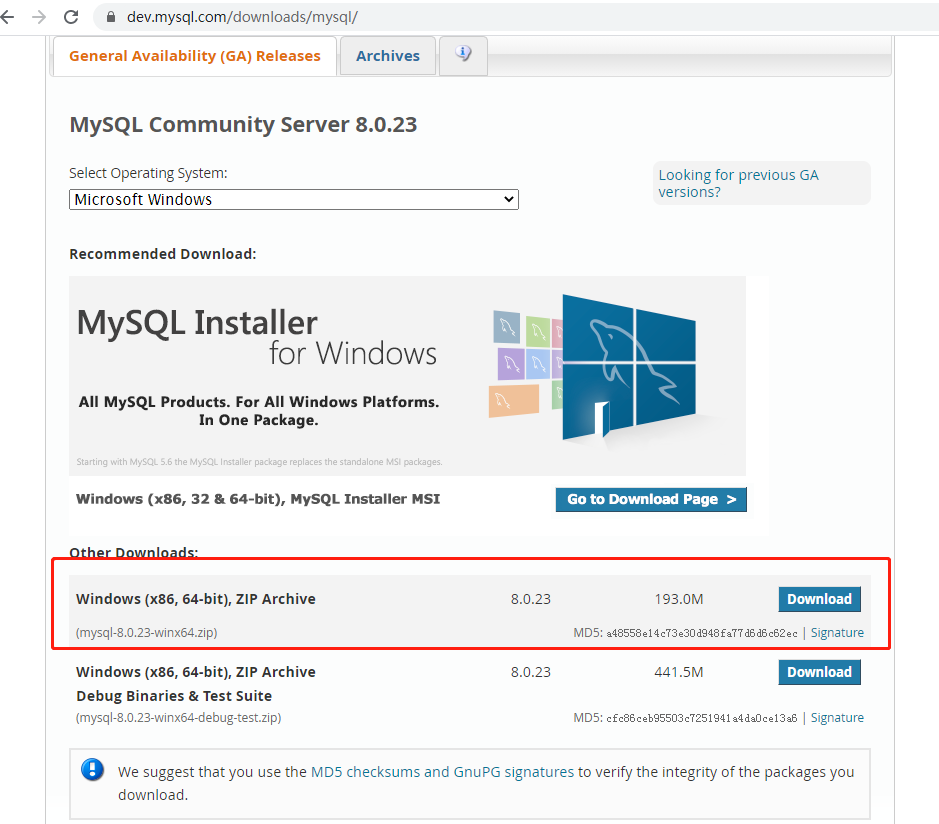 dev.mysql.com/downloads/mysql/
General Availability (GA) Releases
Archives
MySQL Community Server 8.0.23
Select Operating System:
Looking for previous GA
versions?
Microsoft Windows
Recommended Download:
MySQL Installer
for Windows
All MySQL Products. For All Windows Platforms.
In One Package.
Starting with MySQL 5.6 the MySQL Installer package replaces the standalone MSI packages.
Windows (x86, 32 & 64-bit), MySQL Installer MSI
Go to Download Page >
Other Downloads:
Windows (x86, 64-bit), ZIP Archive 8.0.23 193.0M Download
(mysql-8.0.23-winx64.zip) MD5: a48558e14c73e30d948fa77d6d6c62ec | Signature
Windows (x86, 64-bit), ZIP Archive 8.0.23 441.5M Download
Debug Binaries & Test Suite
(mysql-8.0.23-winx64-debug-test.zip) MD5: cfc86ceb95503c7251941a4da0ce13a6 | Signature
We suggest that you use the MD5 checksums and GnuPG signatures to verify the integrity of the packages you
download.